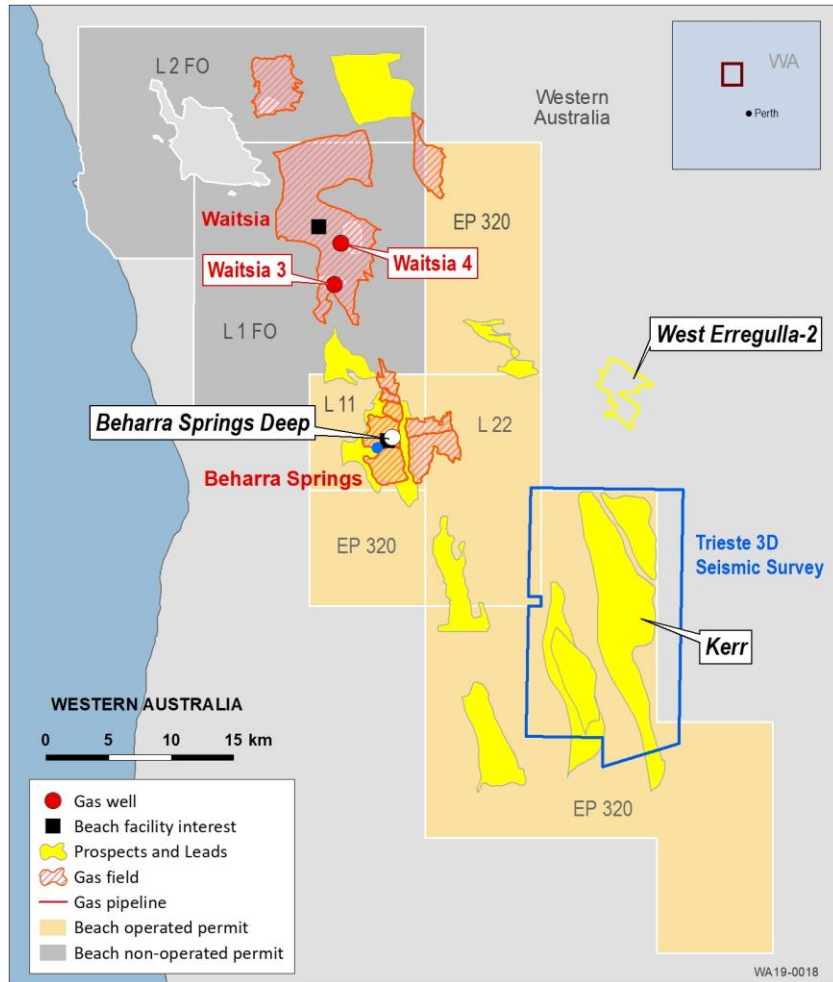 L 2 FO
WA
Perth
Western
Australia
EP 320
Waitsia
Waitsia 4
Waitsia 3
L 1 FO
West Erregulla-2
L 11
L 22
Beharra Springs Deep
Beharra Springs
EP 320
Trieste 3D
Seismic Survey
Kerr
WESTERN AUSTRALIA
0 5 10 15 km
EP 320
Gas well
Beach facility interest
Prospects and Leads
Gas field
Gas pipeline
Beach operated permit
Beach non-operated permit
WA19-0018